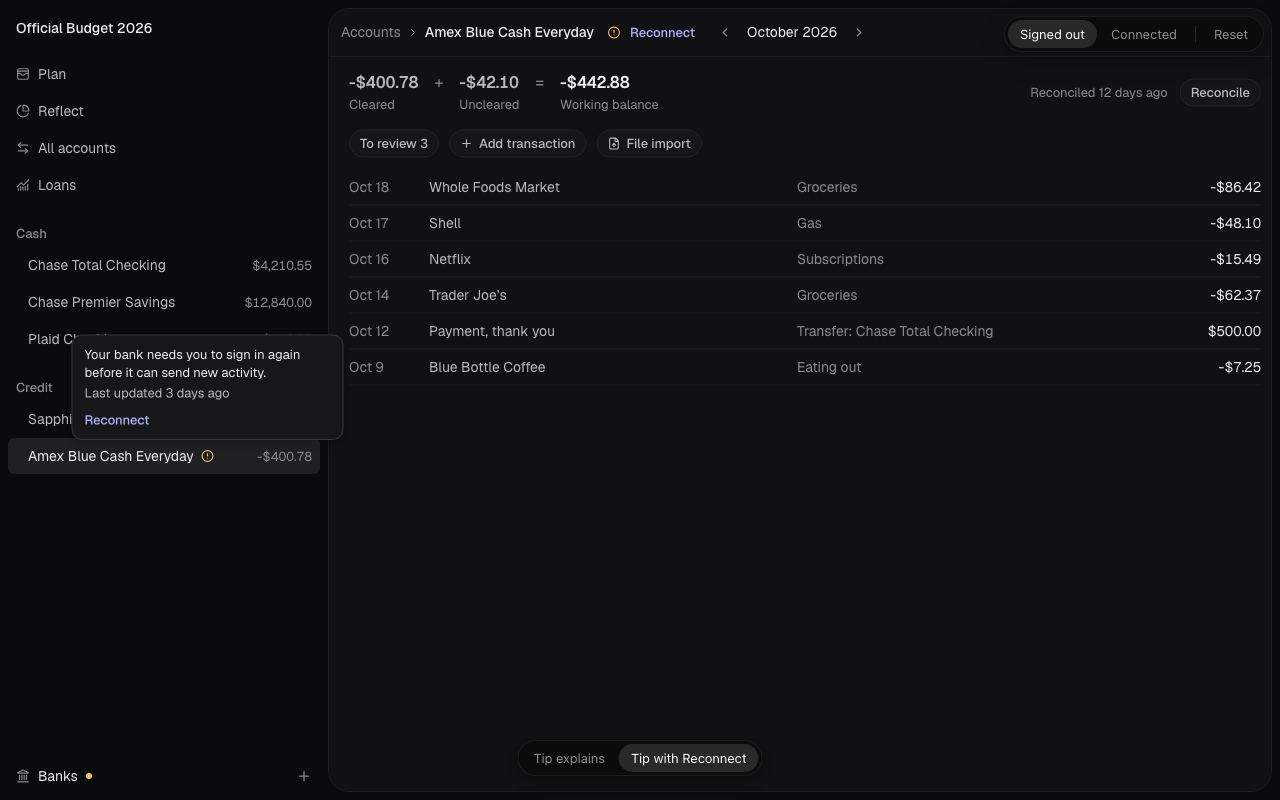 Official Budget 2026
Plan
Reflect
All accounts
Loans
Cash
Chase Total Checking $4,210.55
Chase Premier Savings $12,840.00
Plaid
Your bank needs you to sign in again
before it can send new activity.
Last updated 3 days ago
Reconnect
Credit
Amex Blue Cash Everyday -$400.78
Banks
Accounts > Amex Blue Cash Everyday Reconnect < October 2026 >
Signed out Connected Reset
-$400.78 + -$42.10 = -$442.88
Cleared Uncleared Working balance
Reconciled 12 days ago Reconcile
To review 3 + Add transaction File import
Oct 18 Whole Foods Market Groceries -$86.42
Oct 17 Shell Gas -$48.10
Oct 16 Netflix Subscriptions -$15.49
Oct 14 Trader Joe's Groceries -$62.37
Oct 12 Payment, thank you Transfer: Chase Total Checking $500.00
Oct 9 Blue Bottle Coffee Eating out -$7.25
Tip explains Tip with Reconnect